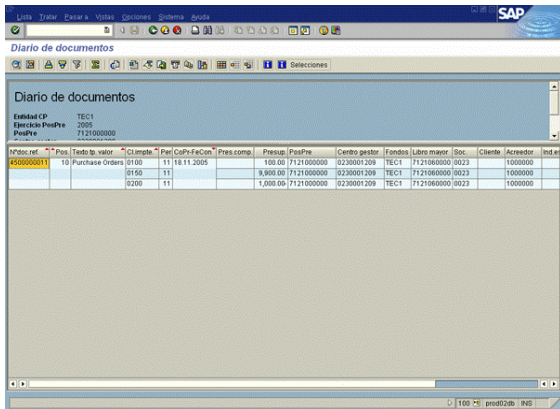 Lista Tratar Pasar a Vistas Opciones Sistema Ayuda
SAP
Diario de documentos
Selecciones
Diario de documentos
Entidad CP TEC1
Ejercicio PosPre 2005
PosPre 7121000000
NºdocRef. Pos. Texto tp. valor Cl.impte. Per CoPr-FeCon Pres.comp. Presup PosPre Centro gestor Fondos Libro mayor Soc. Cliente Acreedor
4500000011 10 Purchase Orders 0100 11 18.11.2005 100.00 7121000000 0230001209 TEC1 7121060000 0023 1000000
0150 11 9,900.00 7121000000 0230001209 TEC1 7121060000 0023 1000000
0200 11 1,000.00- 7121000000 0230001209 TEC1 7121060000 0023 1000000
100 prod02db INS